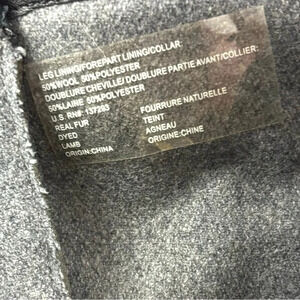 LEG LINING/FOREPART LINING/COLLAR:
50%WOOL 50%POLYESTER
DOUBLURE CHEVILLE/DOUBLURE PARTIE AVANT/COLLIER:
50%LAINE 50%POLYESTER
U.S. RN#: 137283
REAL FUR FOURRURE NATURELLE
DYED TEINT
LAMB AGNEAU
ORIGIN:CHINA ORIGINE:CHINE